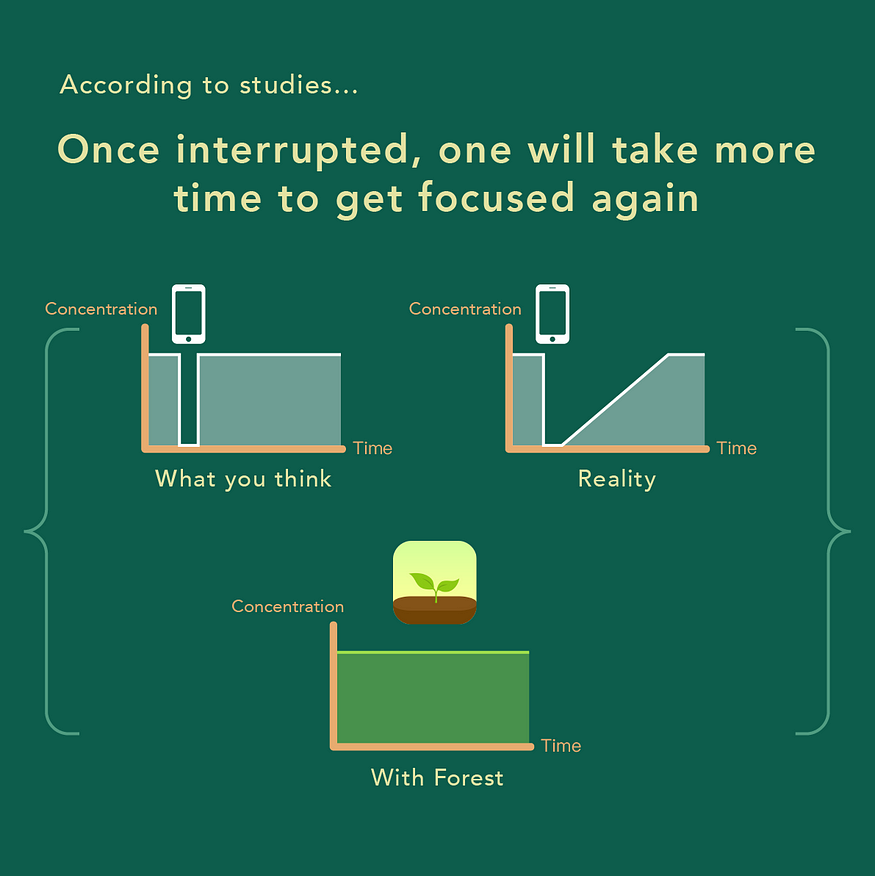 According to studies...
Once interrupted, one will take more
time to get focused again
Concentration
Time
What you think
Concentration
Time
Reality
Concentration
Time
With Forest